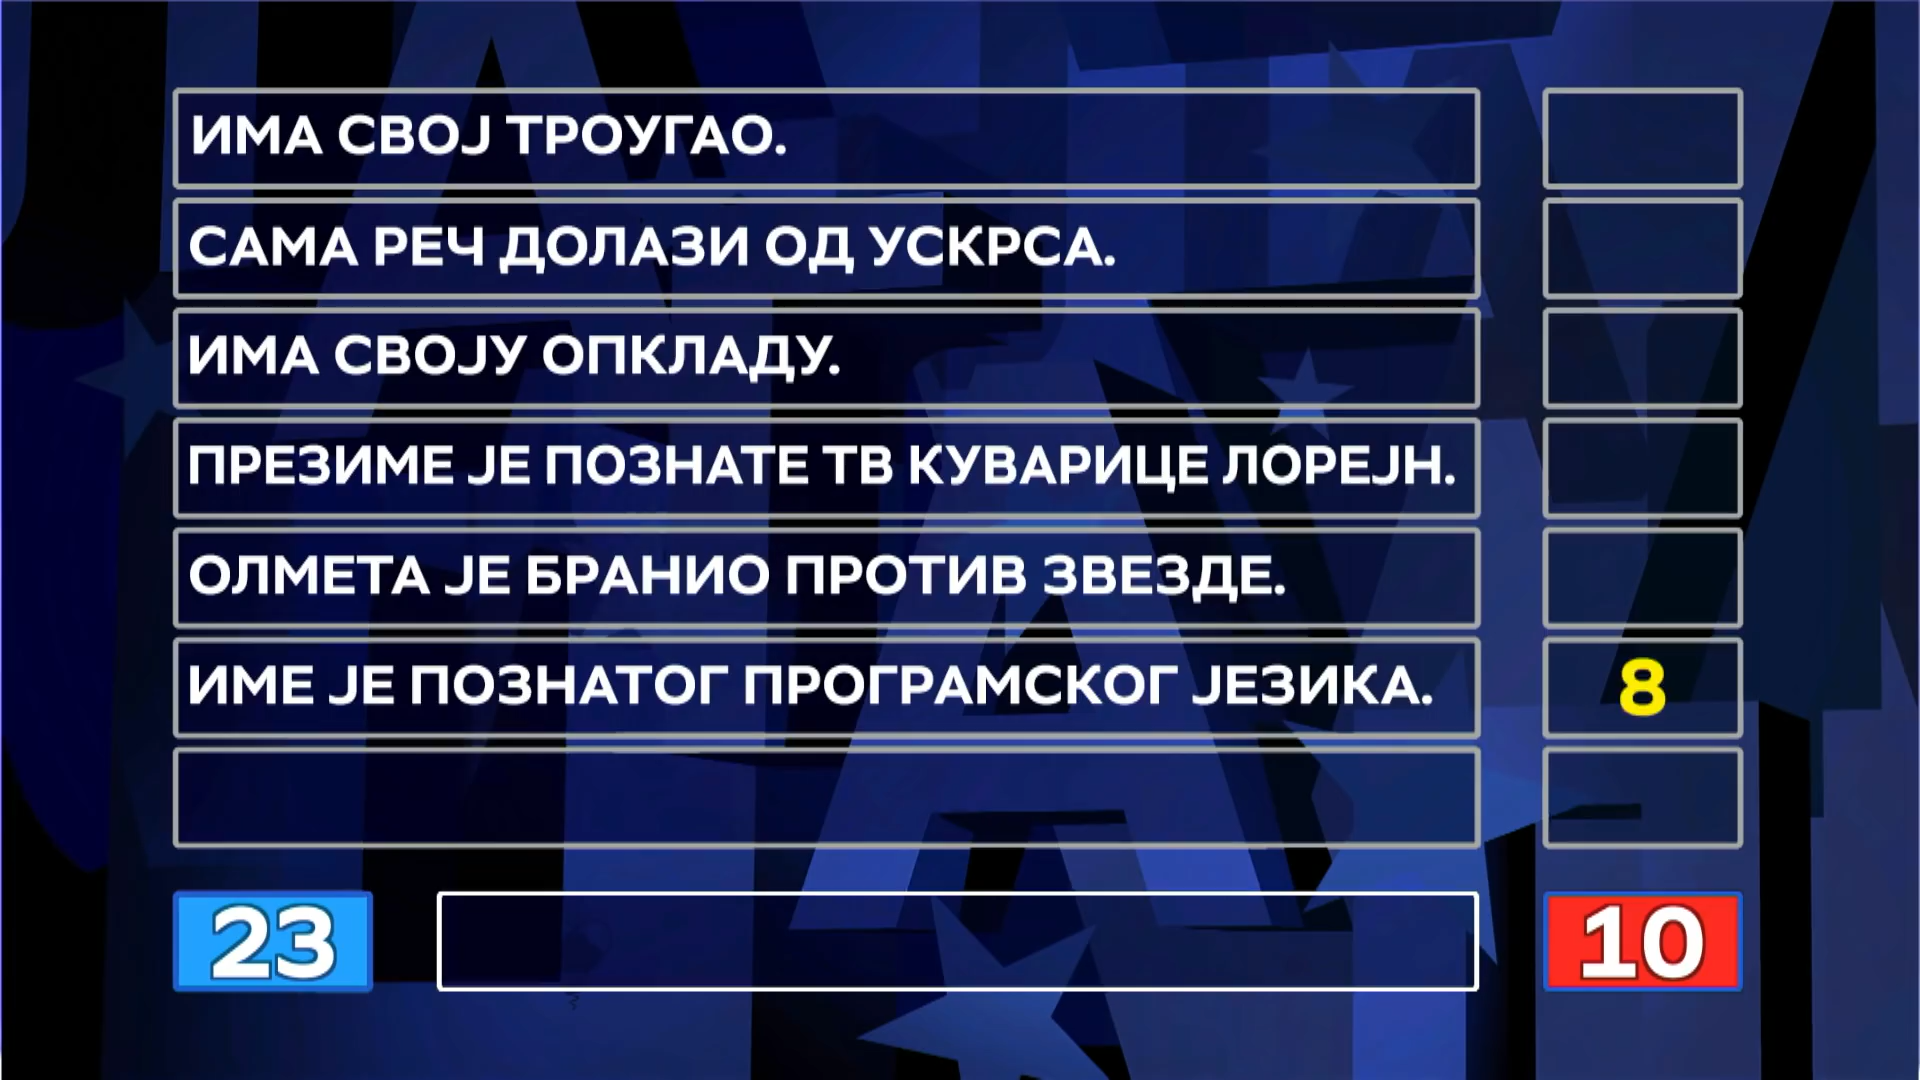 ИМА СВОЈ ТРОУГАО.
САМА РЕЧ ДОЛАЗИ ОД УСКРСА.
ИМА СВОЈУ ОПКЛАДУ.
ПРЕЗИМЕ ЈЕ ПОЗНАТЕ ТВ КУВАРИЦЕ ЛОРЕЈН.
ОЛМЕТА ЈЕ БРАНИО ПРОТИВ ЗВЕЗДЕ.
ИМЕ ЈЕ ПОЗНАТОГ ПРОГРАМСКОГ ЈЕЗИКА. 8
23 10